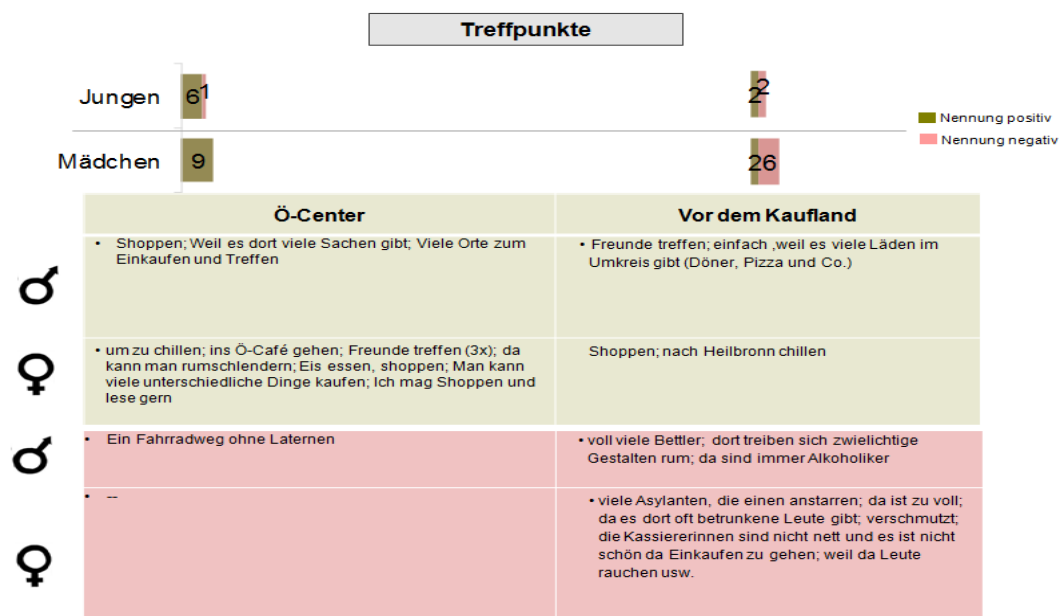 Treffpunkte
Jungen
6
1
2
2
Nennung positiv
Nennung negativ
Mädchen
9
2
6
Ö-Center
Vor dem Kaufland
• Shoppen; Weil es dort viele Sachen gibt; Viele Orte zum
Einkaufen und Treffen
• Freunde treffen; einfach ,weil es viele Läden im
Umkreis gibt (Döner, Pizza und Co.)
• um zu chillen; ins Ö-Café gehen; Freunde treffen (3x); da
kann man rumschlendern; Eis essen, shoppen; Man kann
viele unterschiedliche Dinge kaufen; Ich mag Shoppen und
lese gern
Shoppen; nach Heilbronn chillen
• Ein Fahrradweg ohne Laternen
• voll viele Bettler; dort treiben sich zwielichtige
Gestalten rum; da sind immer Alkoholiker
• --
• viele Asylanten, die einen anstarren; da ist zu voll;
da es dort oft betrunkene Leute gibt; verschmutzt;
die Kassiererinnen sind nicht nett und es ist nicht
schön da Einkaufen zu gehen; weil da Leute
rauchen usw.